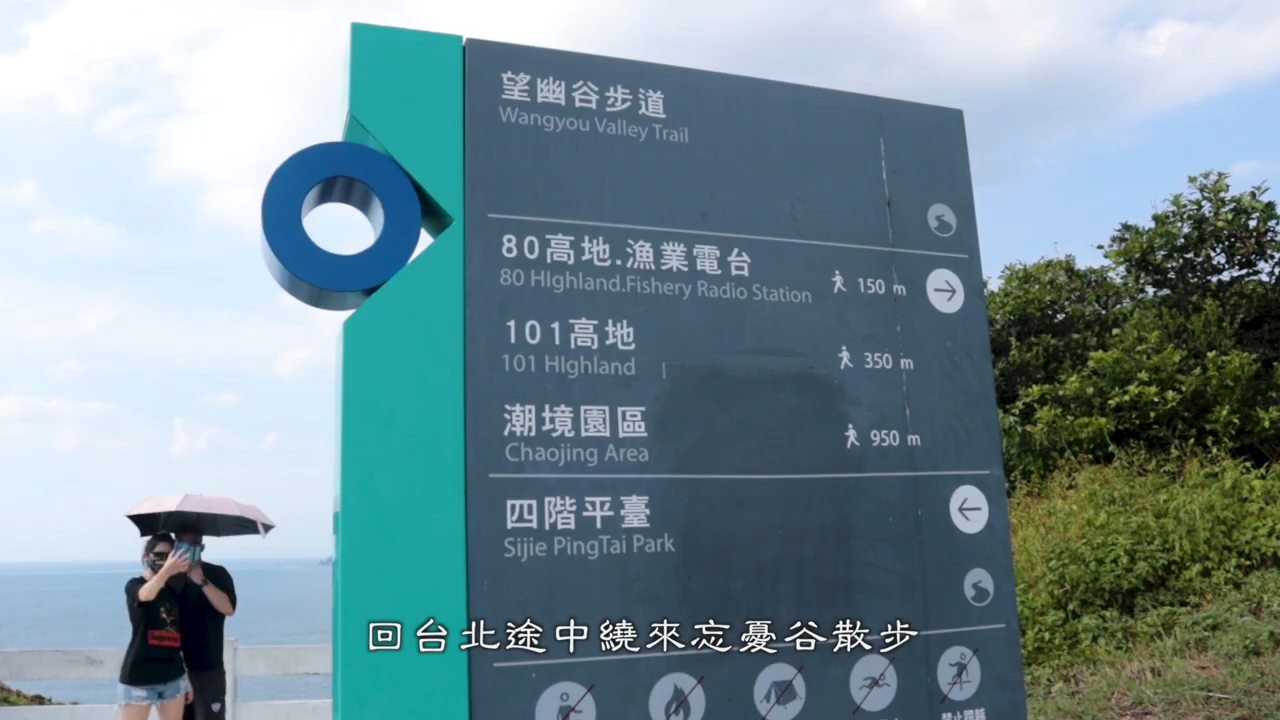 望幽谷步道
Wangyou Valley Trail
80高地.漁業電台
80 HIghland.Fishery Radio Station
150 m
101高地
101 HIghland
350 m
潮境園區
Chaojing Area
950 m
四階平臺
Sijie PingTai Park
回台北途中繞來忘憂谷散步